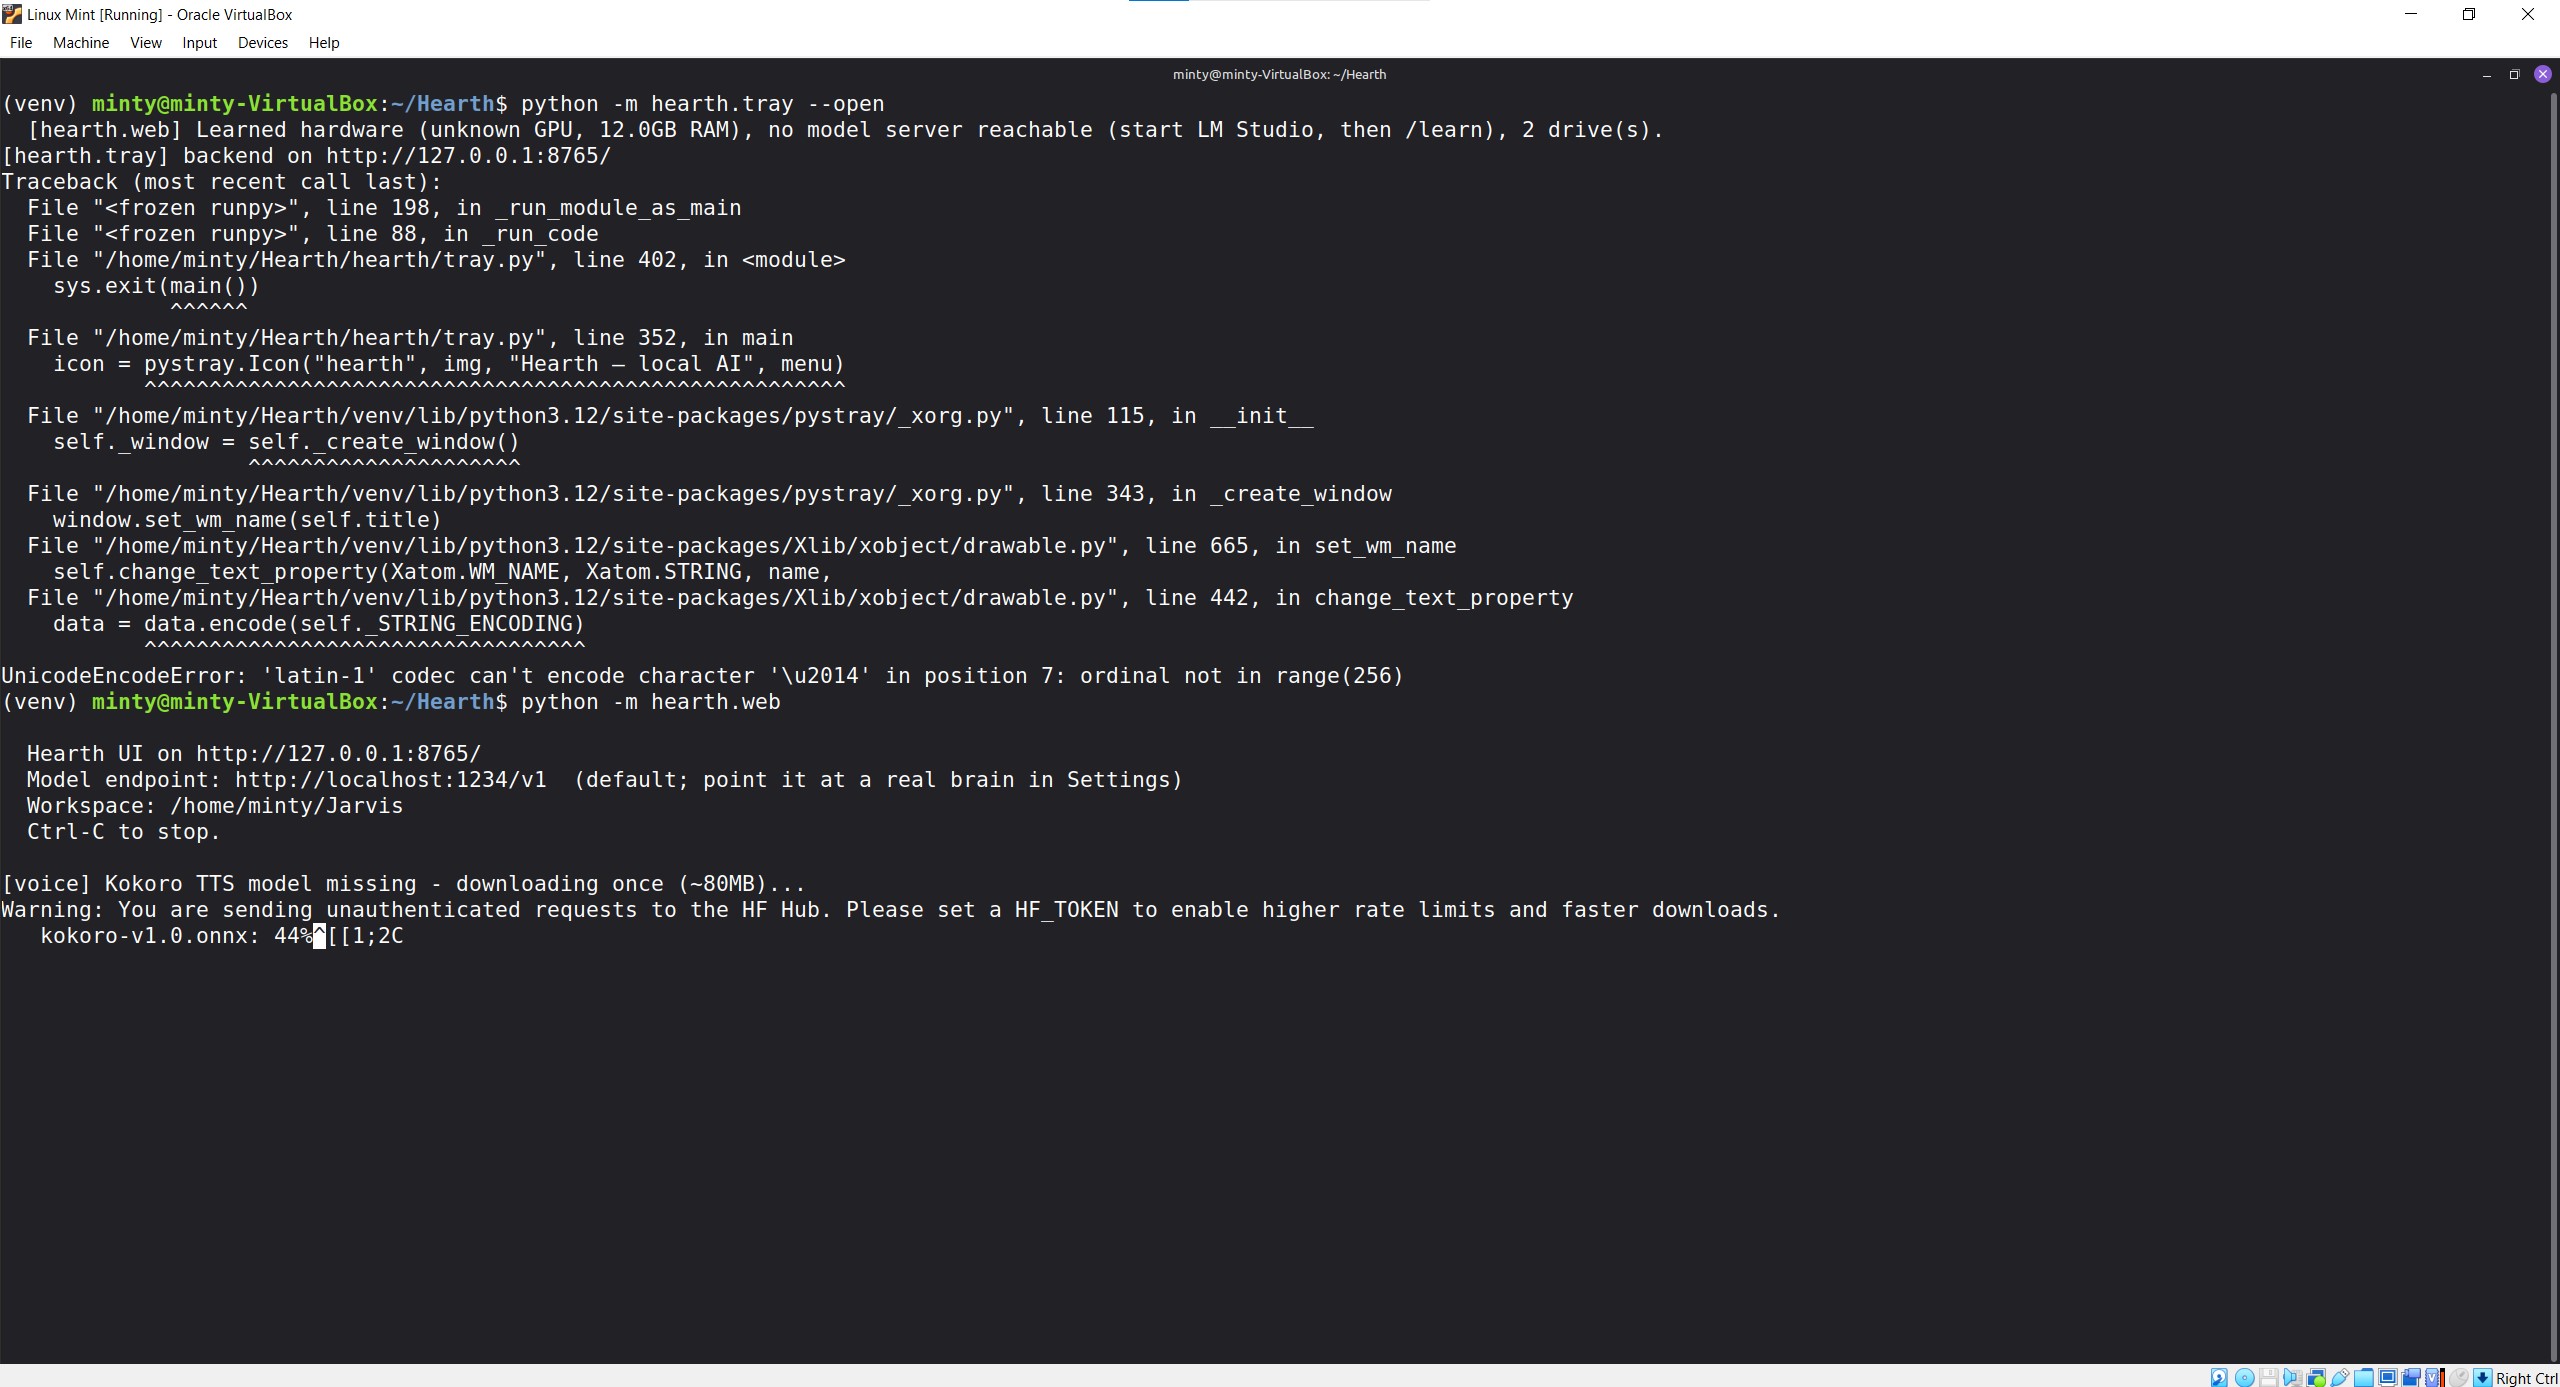 Linux Mint [Running] - Oracle VirtualBox
File Machine View Input Devices Help
minty@minty-VirtualBox: ~/Hearth
(venv) minty@minty-VirtualBox:~/Hearth$ python -m hearth.tray --open
  [hearth.web] Learned hardware (unknown GPU, 12.0GB RAM), no model server reachable (start LM Studio, then /learn), 2 drive(s).
[hearth.tray] backend on http://127.0.0.1:8765/
Traceback (most recent call last):
  File "<frozen runpy>", line 198, in _run_module_as_main
  File "<frozen runpy>", line 88, in _run_code
  File "/home/minty/Hearth/hearth/tray.py", line 402, in <module>
    sys.exit(main())
             ^^^^^^
  File "/home/minty/Hearth/hearth/tray.py", line 352, in main
    icon = pystray.Icon("hearth", img, "Hearth — local AI", menu)
           ^^^^^^^^^^^^^^^^^^^^^^^^^^^^^^^^^^^^^^^^^^^^^^^^^^^^^^
  File "/home/minty/Hearth/venv/lib/python3.12/site-packages/pystray/_xorg.py", line 115, in __init__
    self._window = self._create_window()
                   ^^^^^^^^^^^^^^^^^^^^^
  File "/home/minty/Hearth/venv/lib/python3.12/site-packages/pystray/_xorg.py", line 343, in _create_window
    window.set_wm_name(self.title)
  File "/home/minty/Hearth/venv/lib/python3.12/site-packages/Xlib/xobject/drawable.py", line 665, in set_wm_name
    self.change_text_property(Xatom.WM_NAME, Xatom.STRING, name,
  File "/home/minty/Hearth/venv/lib/python3.12/site-packages/Xlib/xobject/drawable.py", line 442, in change_text_property
    data = data.encode(self._STRING_ENCODING)
           ^^^^^^^^^^^^^^^^^^^^^^^^^^^^^^^^^^
UnicodeEncodeError: 'latin-1' codec can't encode character '\u2014' in position 7: ordinal not in range(256)
(venv) minty@minty-VirtualBox:~/Hearth$ python -m hearth.web
  Hearth UI on http://127.0.0.1:8765/
  Model endpoint: http://localhost:1234/v1  (default; point it at a real brain in Settings)
  Workspace: /home/minty/Jarvis
  Ctrl-C to stop.
[voice] Kokoro TTS model missing - downloading once (~80MB)...
Warning: You are sending unauthenticated requests to the HF Hub. Please set a HF_TOKEN to enable higher rate limits and faster downloads.
   kokoro-v1.0.onnx: 44%^[[1;2C
Right Ctrl